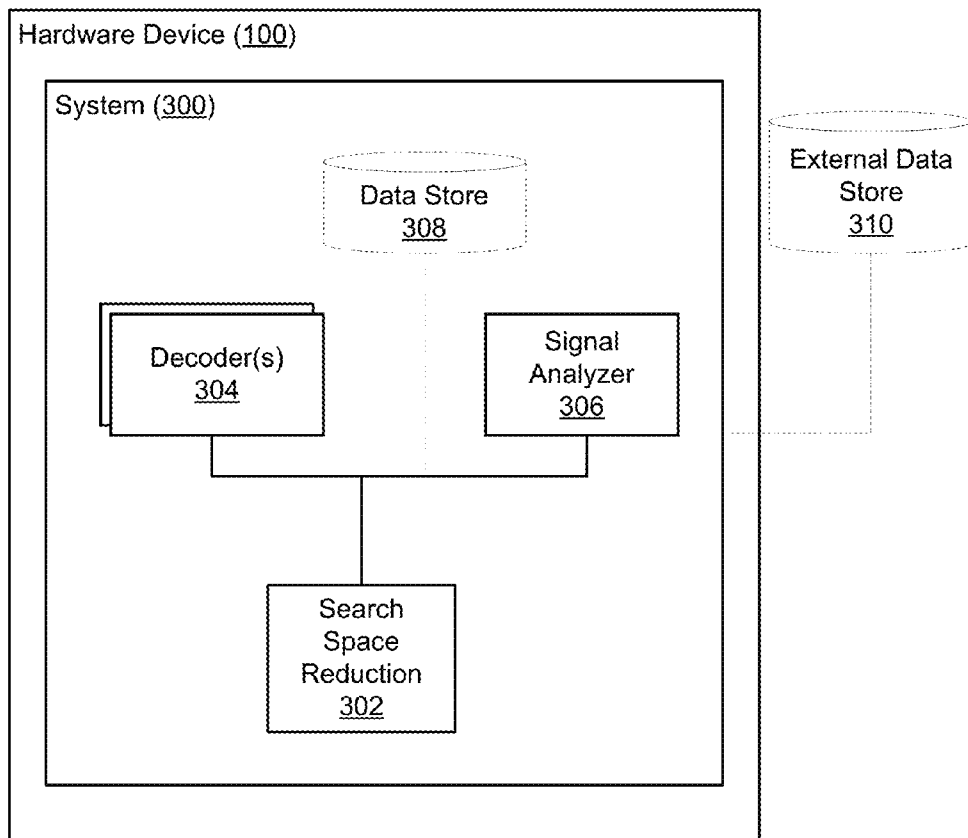 Hardware Device (100)
System (300)
External Data
Store
310
Data Store
308
Decoder(s)
304
Signal
Analyzer
306
Search
Space
Reduction
302